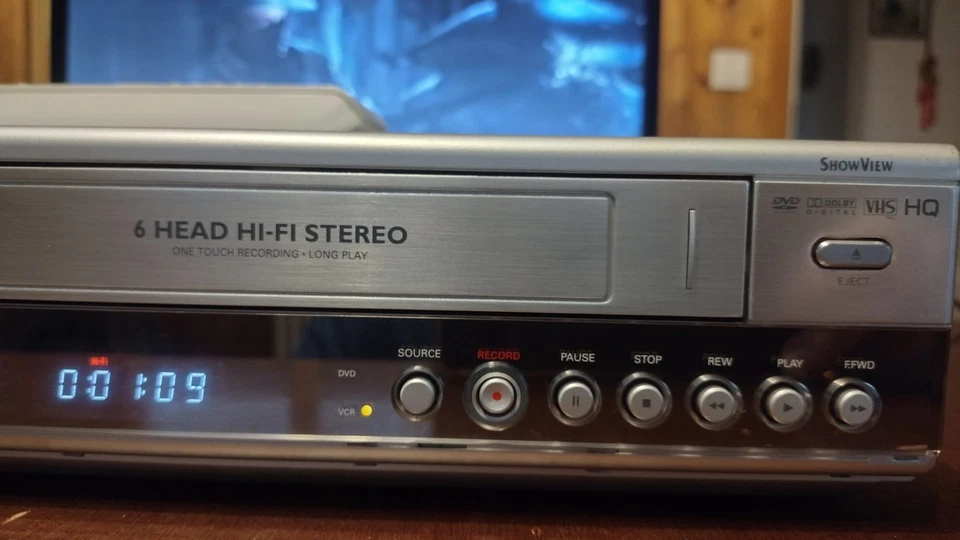 SHOWVIEW
DVD DOLBY DIGITAL VHS HQ
6 HEAD HI-FI STEREO
ONE TOUCH RECORDING • LONG PLAY
EJECT
SOURCE RECORD PAUSE STOP REW PLAY F.FWD
Hi-Fi
0:01:09
DVD
VCR